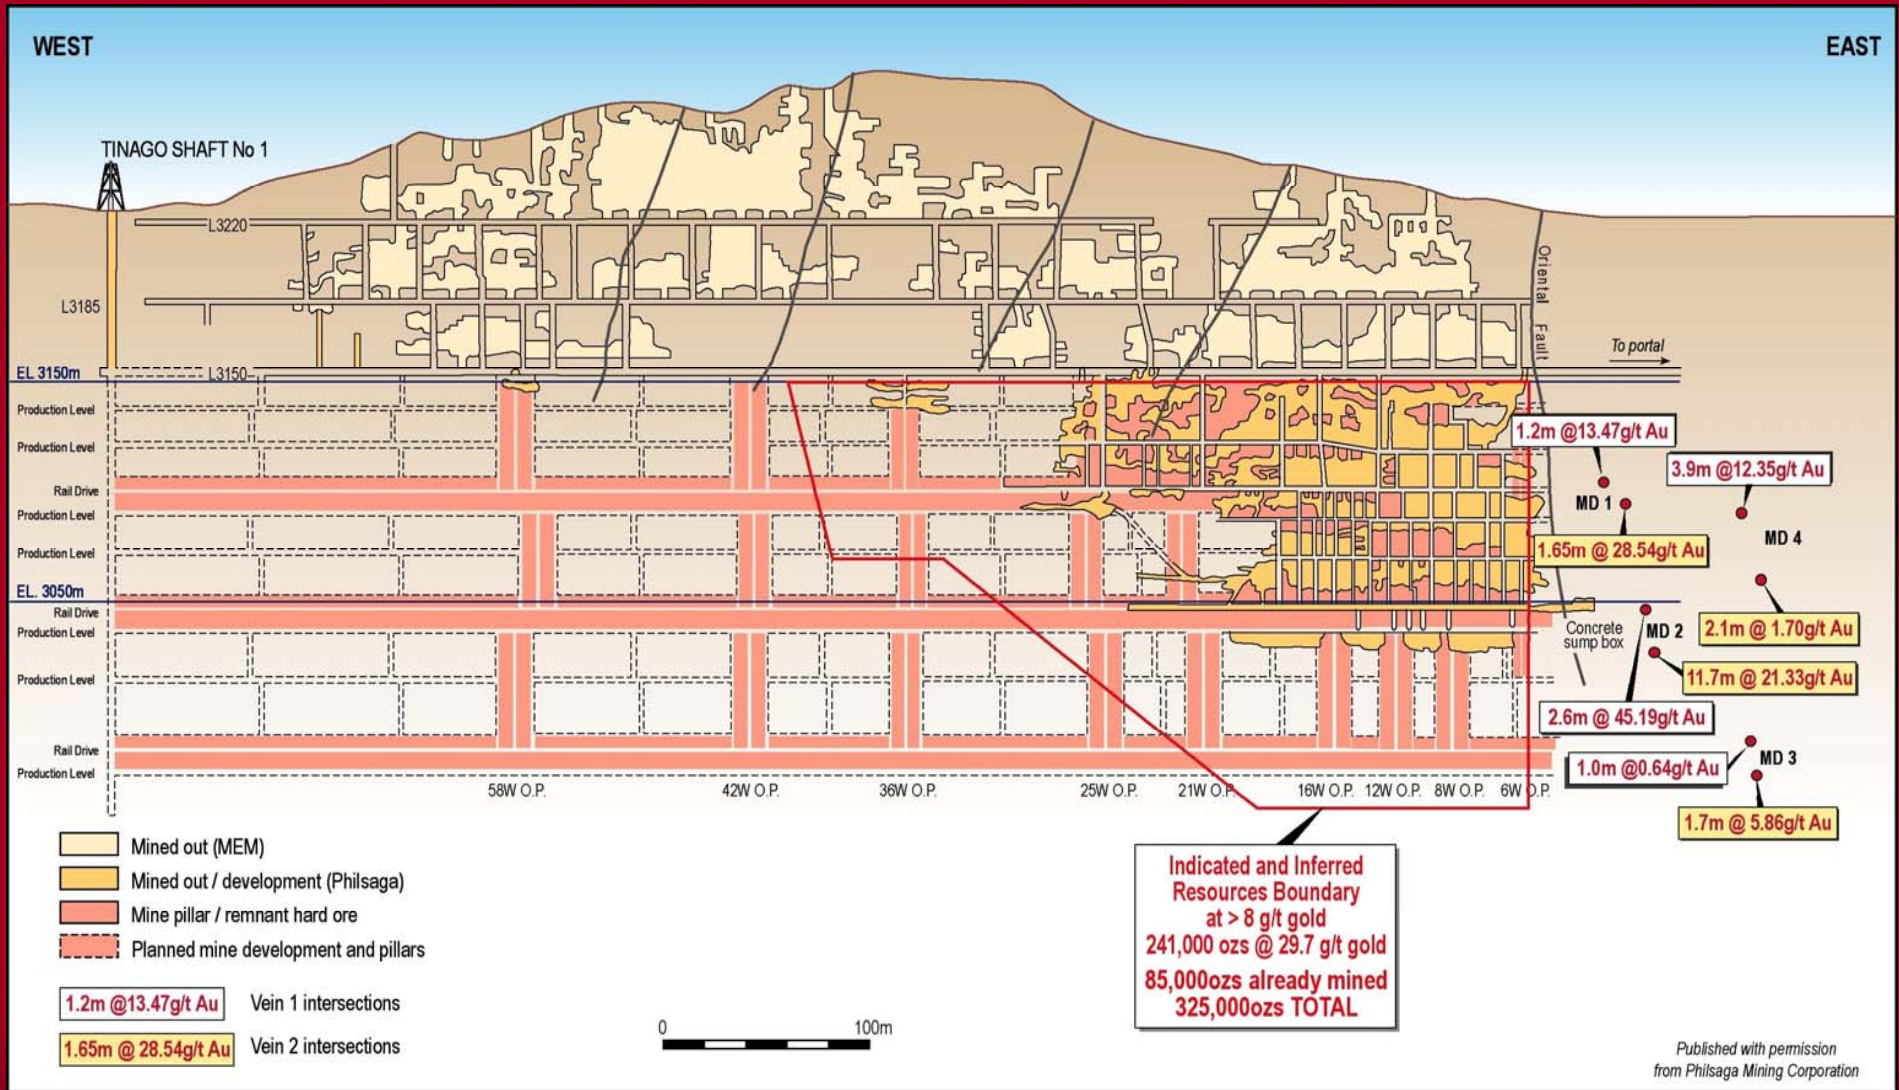 WEST
EAST
TINAGO SHAFT No 1
L3220
L3185
Oriental Fault
To portal
EL 3150m
L3150
Production Level
Production Level
Rail Drive
Production Level
Production Level
EL. 3050m
Rail Drive
Production Level
Production Level
Rail Drive
Production Level
1.2m @13.47g/t Au
3.9m @12.35g/t Au
MD 1
MD 4
1.65m @ 28.54g/t Au
2.1m @ 1.70g/t Au
Concrete
sump box
MD 2
11.7m @ 21.33g/t Au
2.6m @ 45.19g/t Au
MD 3
1.0m @0.64g/t Au
1.7m @ 5.86g/t Au
58W O.P.
42W O.P.
36W O.P.
25W O.P.
21W O.P.
16W O.P.
12W O.P.
8W O.P.
6W O.P.
Mined out (MEM)
Mined out / development (Philsaga)
Mine pillar / remnant hard ore
Planned mine development and pillars
1.2m @13.47g/t Au Vein 1 intersections
1.65m @ 28.54g/t Au Vein 2 intersections
0 100m
Indicated and Inferred
Resources Boundary
at > 8 g/t gold
241,000 ozs @ 29.7 g/t gold
85,000ozs already mined
325,000ozs TOTAL
Published with permission
from Philsaga Mining Corporation